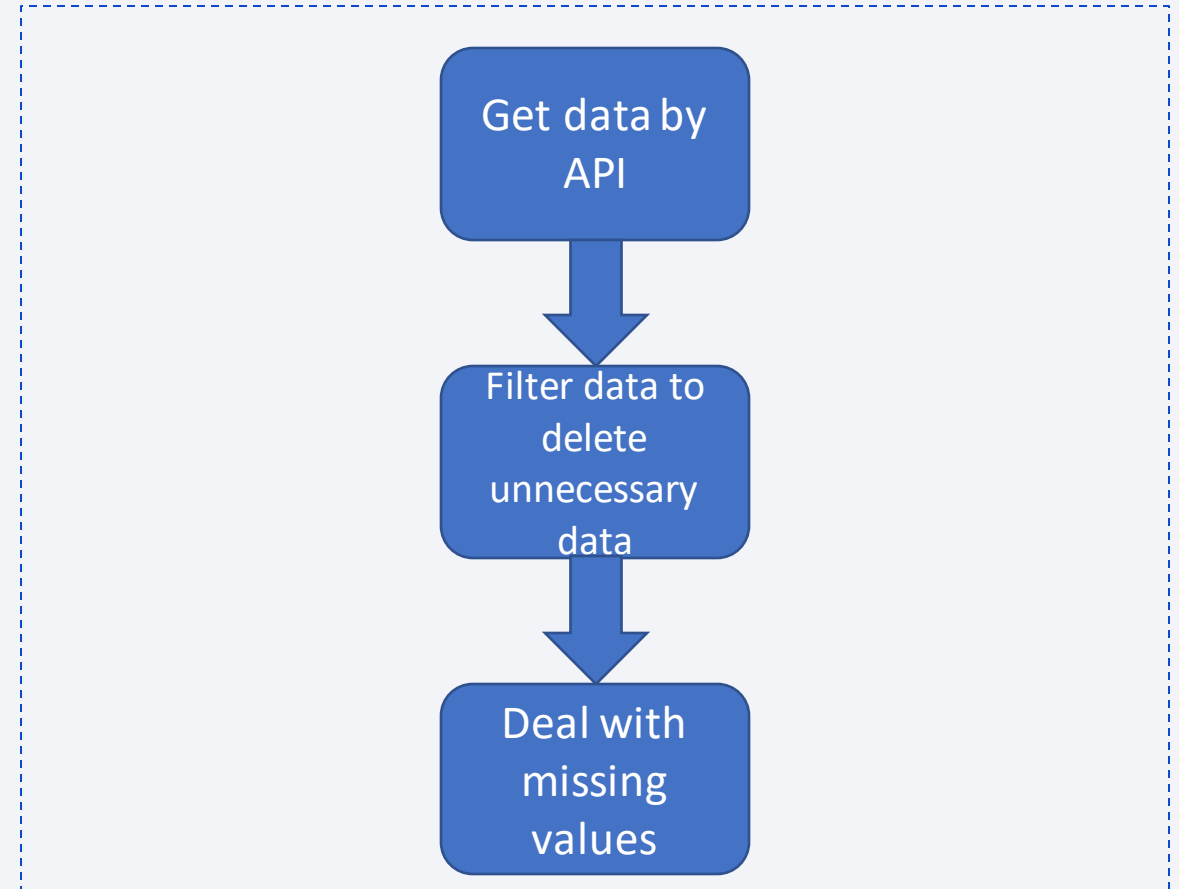 Get data by
API
Filter data to
delete
unnecessary
data
Deal with
missing
values